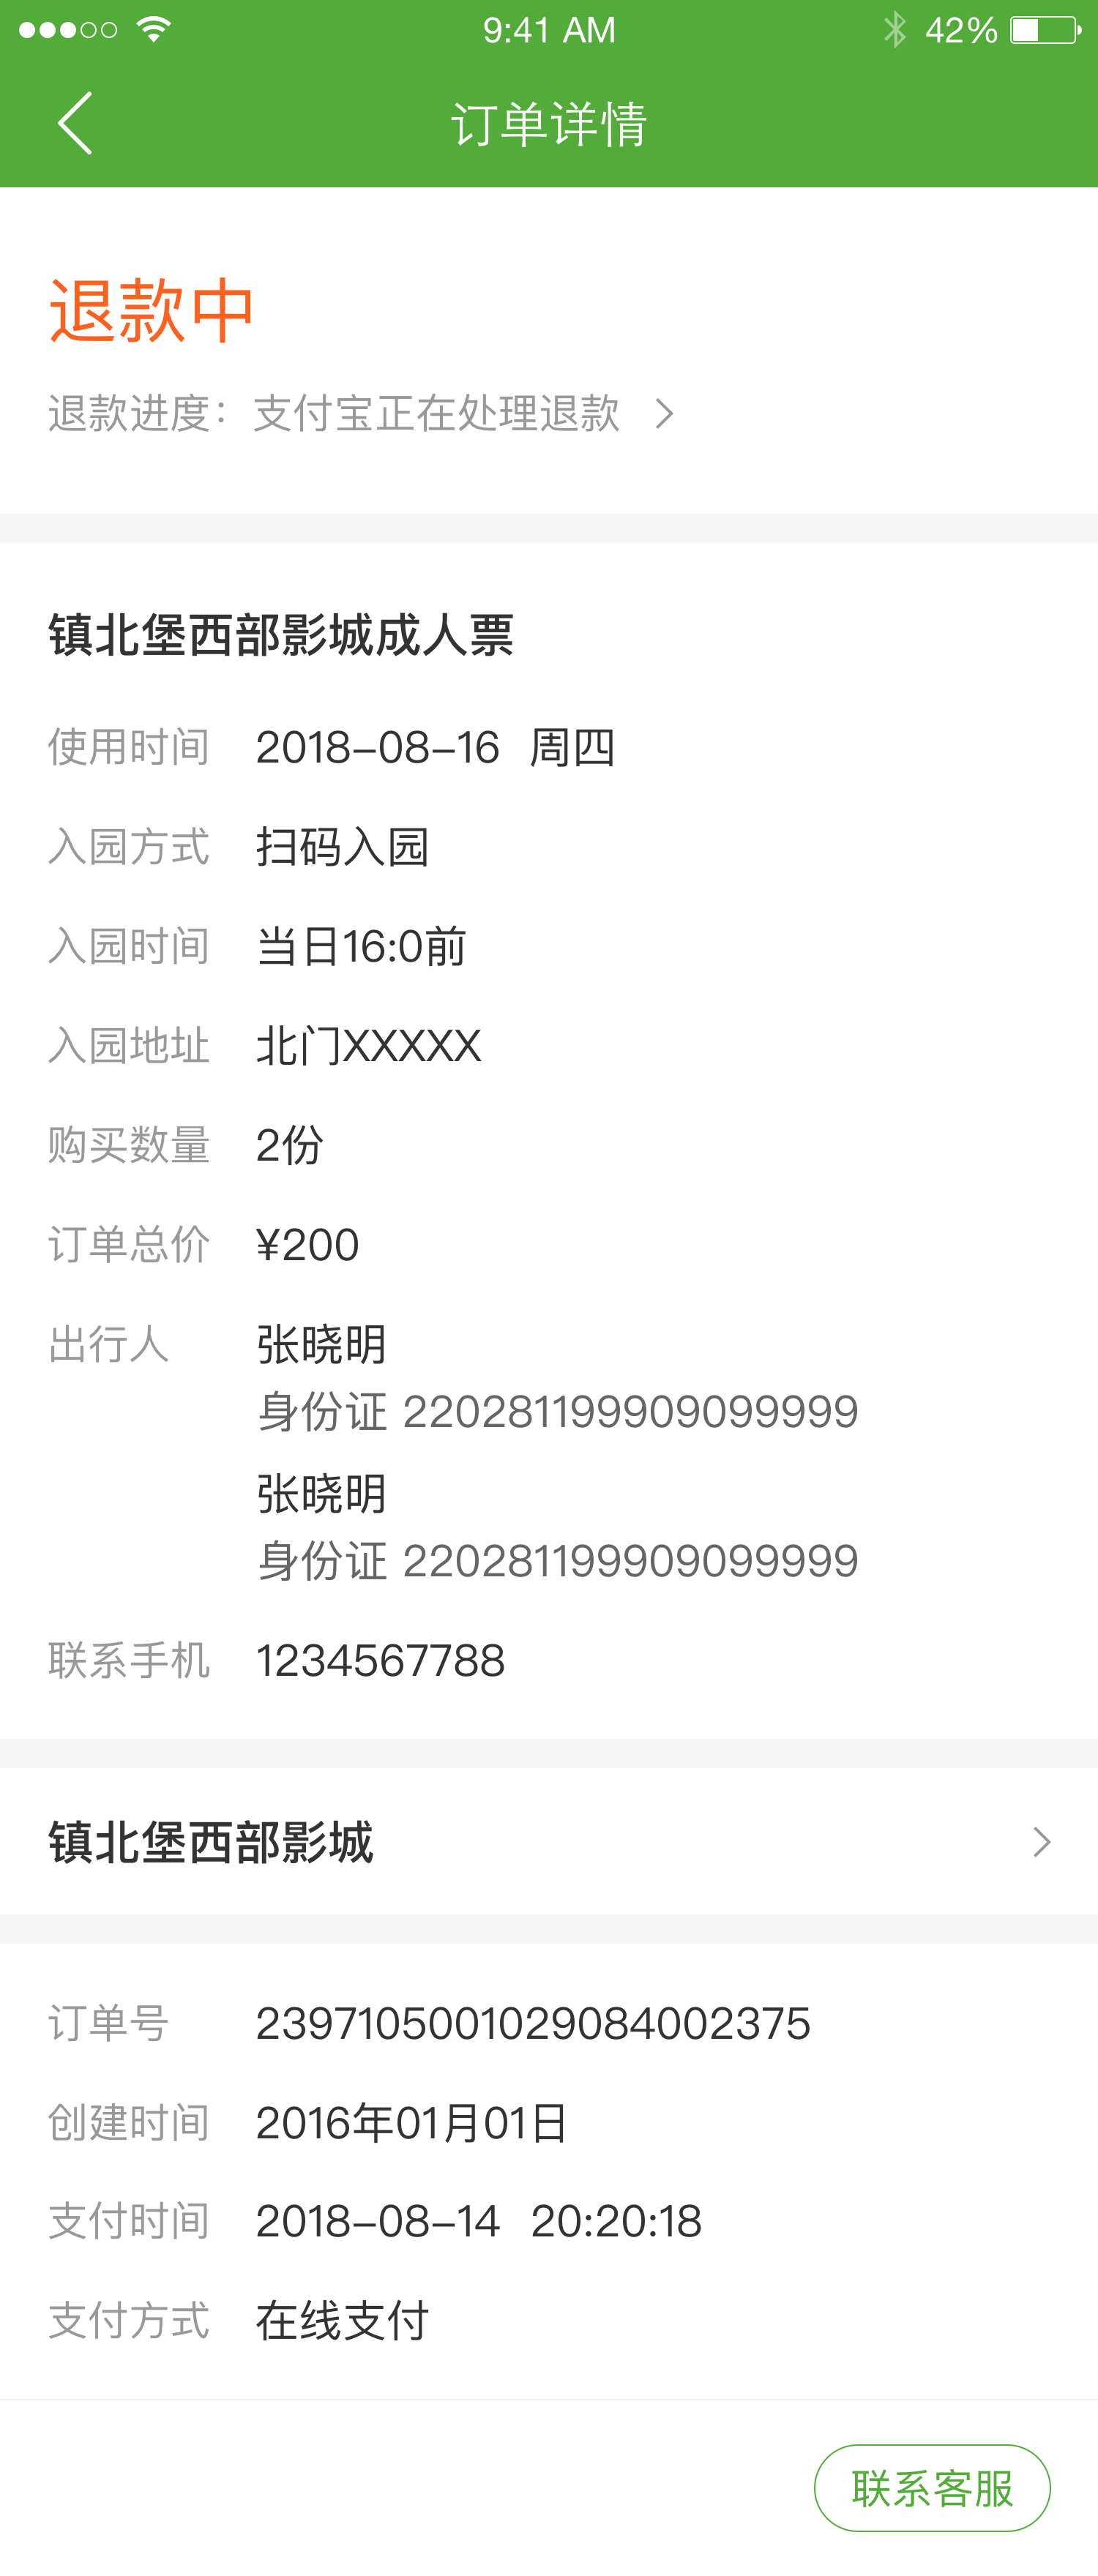 9:41 AM
42%
订单详情
退款中
退款进度：支付宝正在处理退款
镇北堡西部影城成人票
使用时间 2018-08-16 周四
入园方式 扫码入园
入园时间 当日16:0前
入园地址 北门XXXXX
购买数量 2份
订单总价 ¥200
出行人 张晓明
身份证 220281199909099999
张晓明
身份证 220281199909099999
联系手机 1234567788
镇北堡西部影城
订单号 2397105001029084002375
创建时间 2016年01月01日
支付时间 2018-08-14 20:20:18
支付方式 在线支付
联系客服